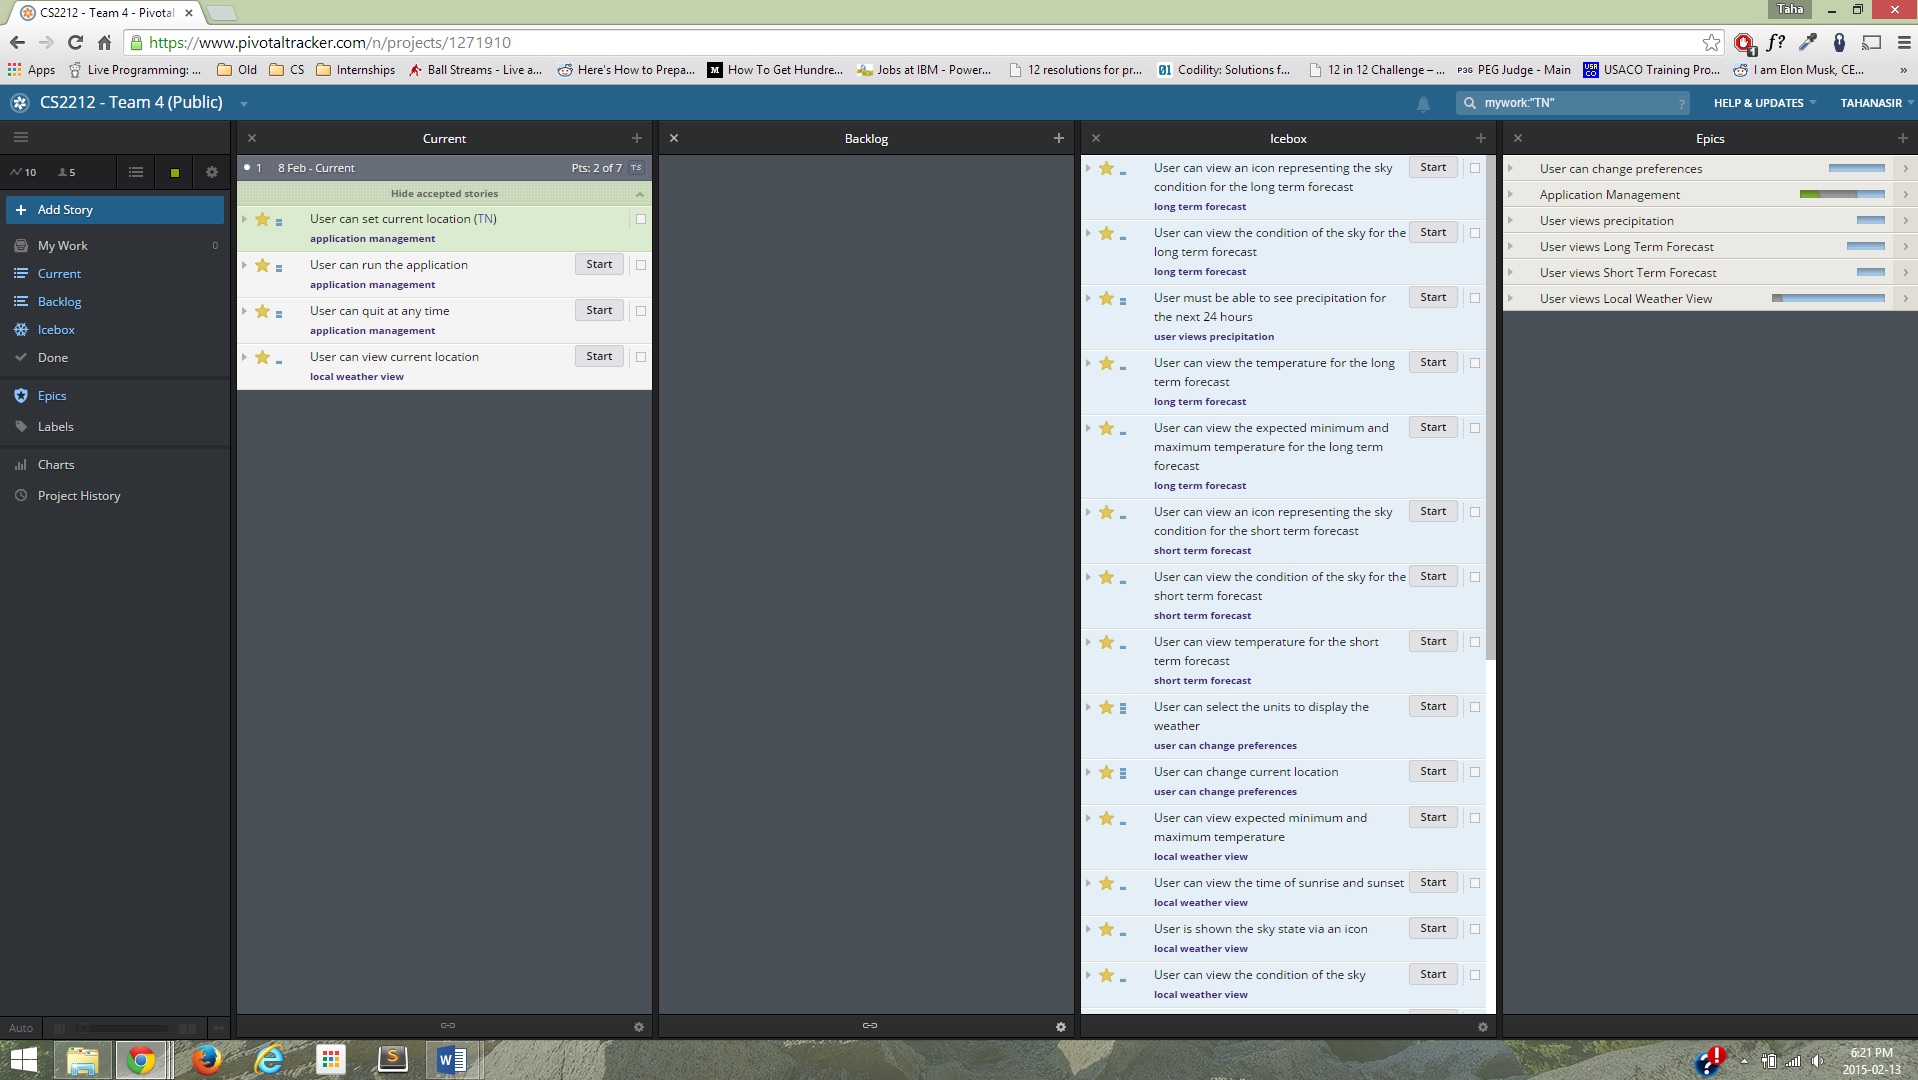 CS2212 - Team 4 - Pivotal
Taha
https://www.pivotaltracker.com/n/projects/1271910
f?
Apps
Live Programming: ...
Old
CS
Internships
Ball Streams - Live a...
Here's How to Prepa...
M
How To Get Hundre...
Jobs at IBM - Power...
12 resolutions for pr...
01
Codility: Solutions f...
12 in 12 Challenge – ...
P3G
PEG Judge - Main
USA
CO
USACO Training Pro...
I am Elon Musk, CE...
»
CS2212 - Team 4 (Public)
mywork:"TN"
?
HELP & UPDATES
TAHANASIR
10
5
Add Story
My Work
0
Current
Backlog
Icebox
Done
Epics
Labels
Charts
Project History
Auto
Current
1 8 Feb - Current
Pts: 2 of 7
TS
Hide accepted stories
User can set current location (TN)
application management
User can run the application
Start
application management
User can quit at any time
Start
application management
User can view current location
Start
local weather view
Backlog
Icebox
User can view an icon representing the sky
Start
condition for the long term forecast
long term forecast
User can view the condition of the sky for the
Start
long term forecast
long term forecast
User must be able to see precipitation for
Start
the next 24 hours
user views precipitation
User can view the temperature for the long
Start
term forecast
long term forecast
User can view the expected minimum and
Start
maximum temperature for the long term
forecast
long term forecast
User can view an icon representing the sky
Start
condition for the short term forecast
short term forecast
User can view the condition of the sky for the
Start
short term forecast
short term forecast
User can view temperature for the short
Start
term forecast
short term forecast
User can select the units to display the
Start
weather
user can change preferences
User can change current location
Start
user can change preferences
User can view expected minimum and
Start
maximum temperature
local weather view
User can view the time of sunrise and sunset
Start
local weather view
User is shown the sky state via an icon
Start
local weather view
User can view the condition of the sky
Start
local weather view
Epics
User can change preferences
Application Management
User views precipitation
User views Long Term Forecast
User views Short Term Forecast
User views Local Weather View
S
W
6:21 PM
2015-02-13